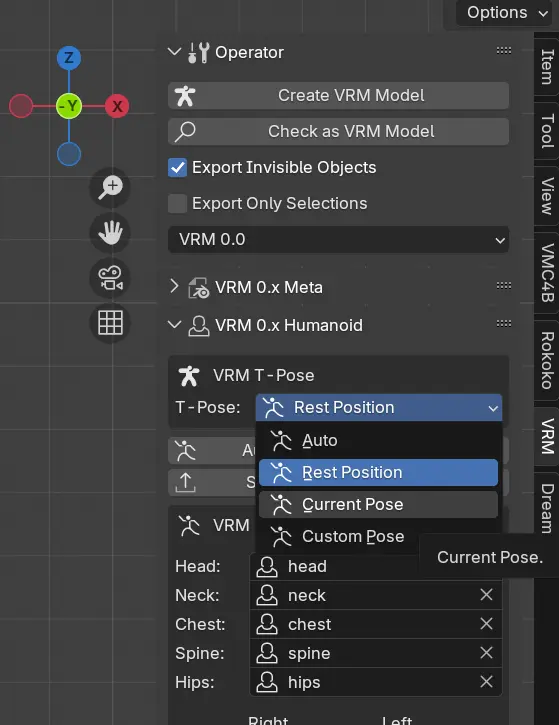 Options
Z
-Y
X
Operator
Create VRM Model
Check as VRM Model
Export Invisible Objects
Export Only Selections
VRM 0.0
VRM 0.x Meta
VRM 0.x Humanoid
VRM T-Pose
T-Pose: Rest Position
Auto
Rest Position
Current Pose
Custom Pose
Current Pose.
VRM
Head: head
Neck: neck
Chest: chest
Spine: spine
Hips: hips
Right Left
Item
Tool
View
VMC4B
Rokoko
VRM
Dream